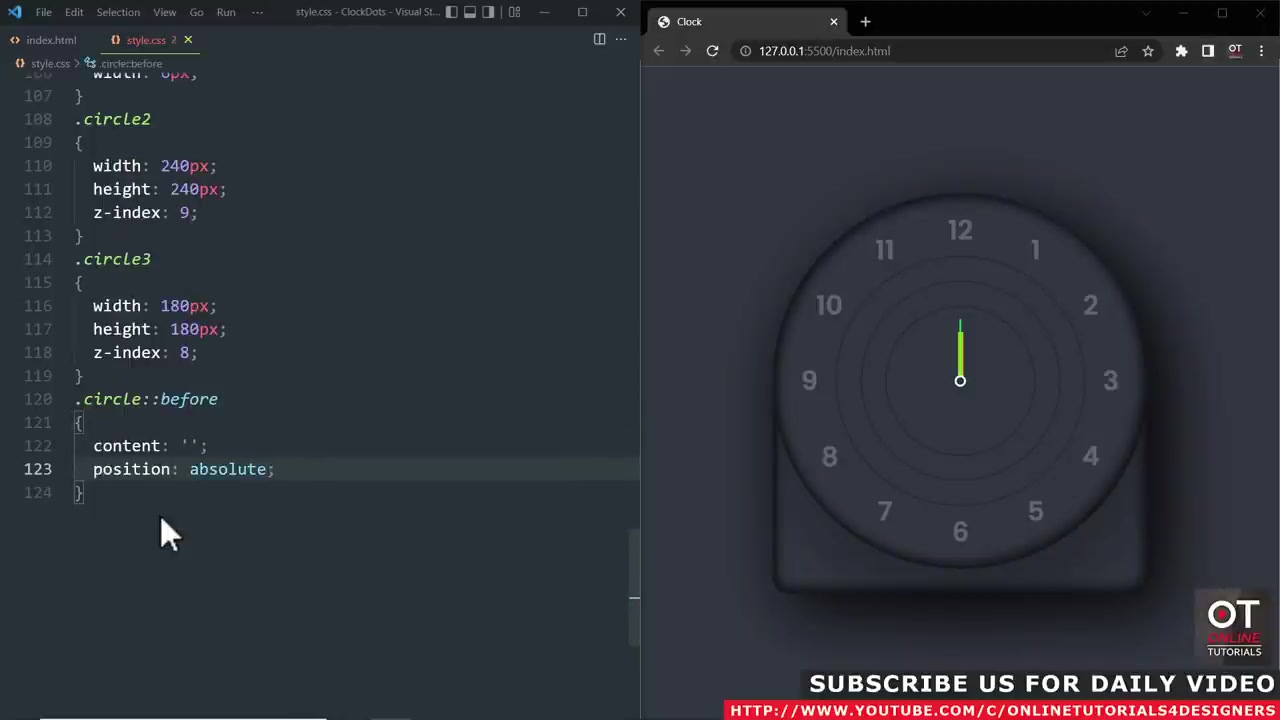 File Edit Selection View Go Run ··· style.css - ClockDots - Visual St...
index.html style.css 2
style.css > .circle::before
106 width: 6px;
107 }
108 .circle2
109 {
110 width: 240px;
111 height: 240px;
112 z-index: 9;
113 }
114 .circle3
115 {
116 width: 180px;
117 height: 180px;
118 z-index: 8;
119 }
120 .circle::before
121 {
122 content: '';
123 position: absolute;
124 }
Clock
127.0.0.1:5500/index.html
OT
12
11 1
10 2
9 3
8 4
7 5
6
OT
ONLINE
TUTORIALS
SUBSCRIBE US FOR DAILY VIDEO
HTTP://WWW.YOUTUBE.COM/C/ONLINETUTORIALS4DESIGNERS